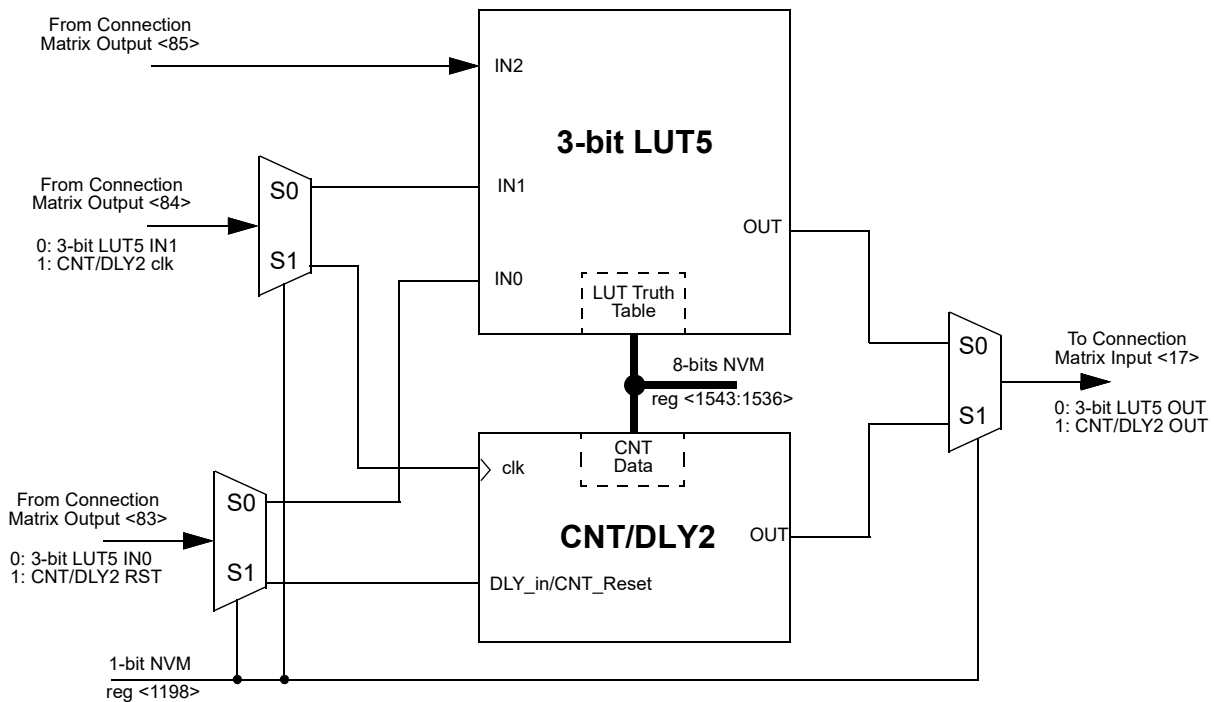 From Connection
Matrix Output <85>
IN2
3-bit LUT5
From Connection
Matrix Output <84>
S0
IN1
0: 3-bit LUT5 IN1
1: CNT/DLY2 clk
S1
OUT
IN0
LUT Truth
Table
8-bits NVM
reg <1543:1536>
S0
To Connection
Matrix Input <17>
S1
0: 3-bit LUT5 OUT
1: CNT/DLY2 OUT
CNT
Data
clk
From Connection
Matrix Output <83>
S0
CNT/DLY2
OUT
0: 3-bit LUT5 IN0
1: CNT/DLY2 RST
S1
DLY_in/CNT_Reset
1-bit NVM
reg <1198>